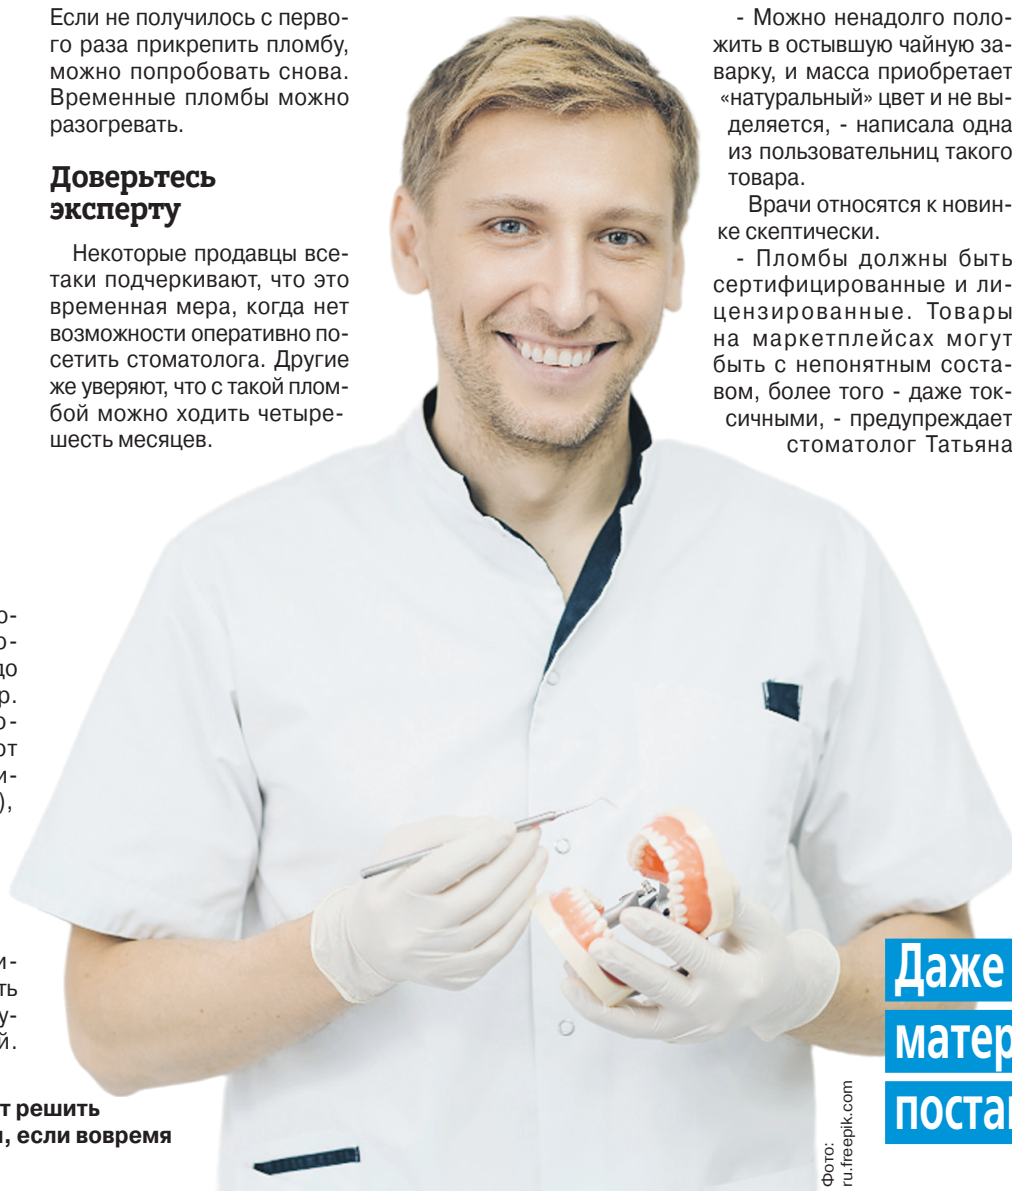 Если не получилось с перво-
го раза прикрепить пломбу,
можно попробовать снова.
Временные пломбы можно
разогревать.
Доверьтесь
эксперту
Некоторые продавцы все-
таки подчеркивают, что это
временная мера, когда нет
возможности оперативно по-
сетить стоматолога. Другие
же уверяют, что с такой плом-
бой можно ходить четыре-
шесть месяцев.
- Можно ненадолго поло-
жить в остывшую чайную за-
варку, и масса приобретает
«натуральный» цвет и не вы-
деляется, - написала одна
из пользовательниц такого
товара.
Врачи относятся к новин-
ке скептически.
- Пломбы должны быть
сертифицированные и ли-
цензированные. Товары
на маркетплейсах могут
быть с непонятным соста-
вом, более того - даже ток-
сичными, - предупреждает
стоматолог Татьяна
решить
если вовремя
Даже
Фото:
ru.freepik.com